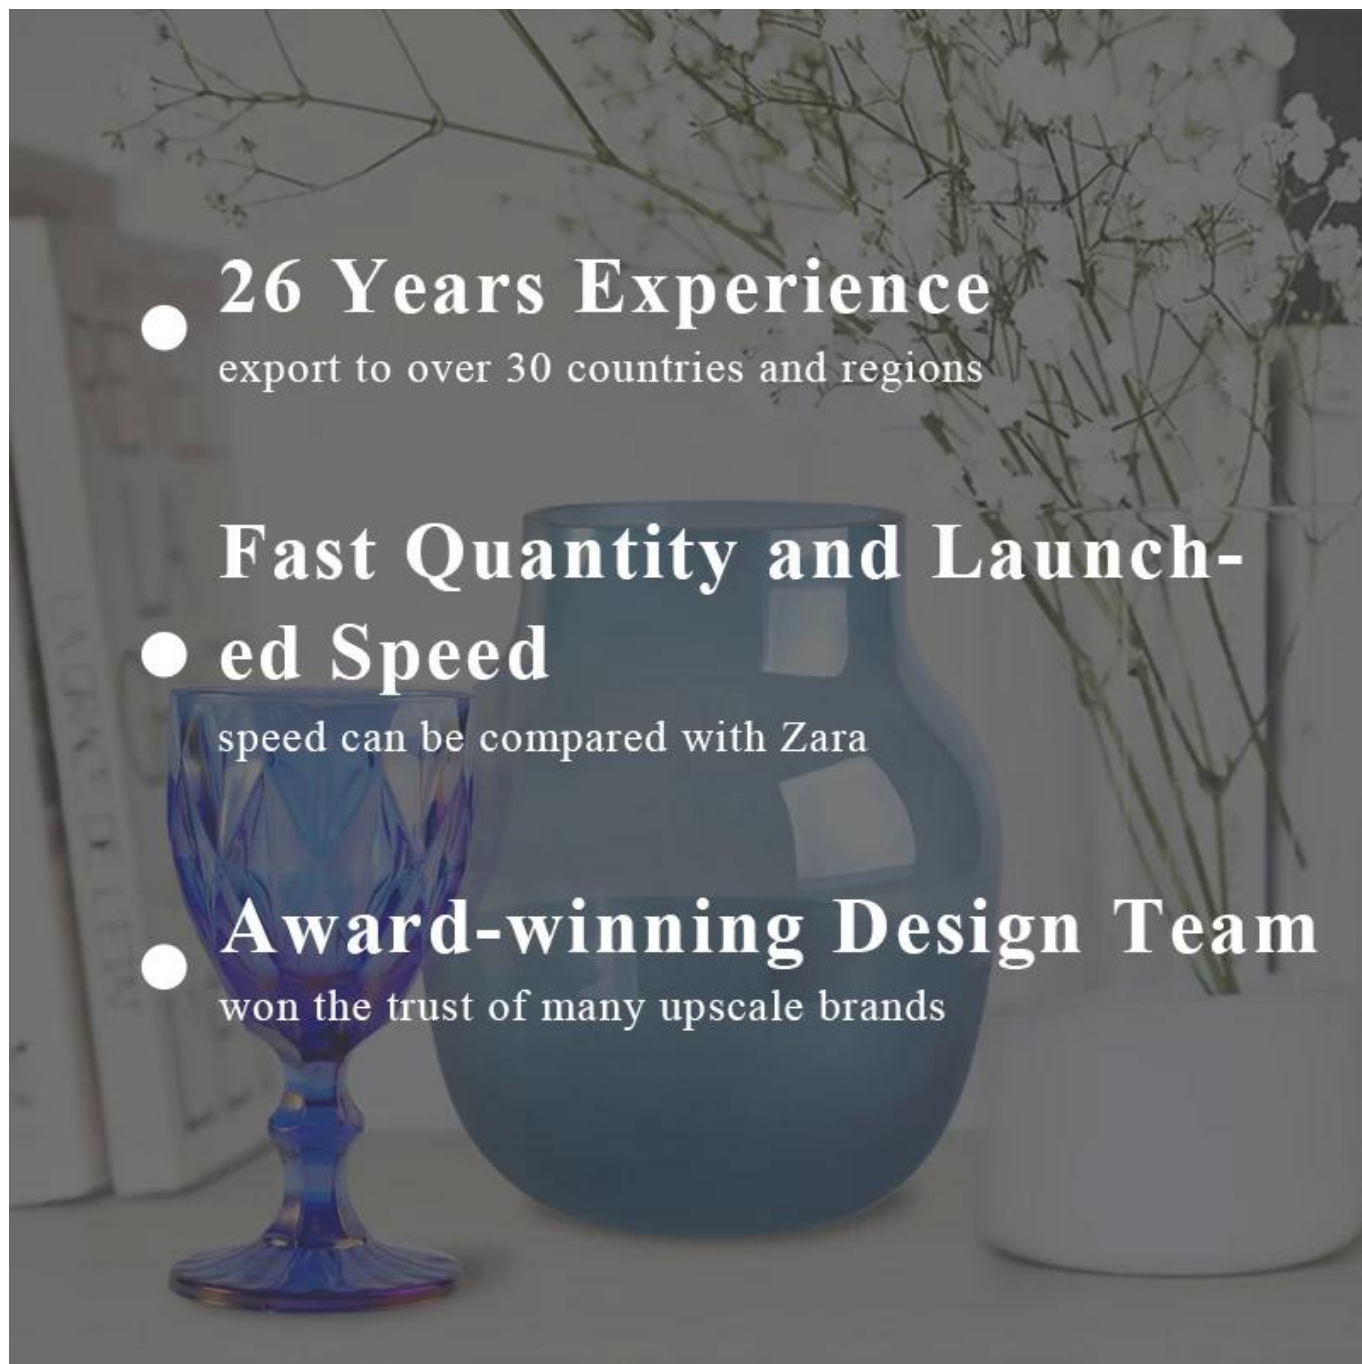 26 Years Experience
export to over 30 countries and regions
Fast Quantity and Launch-
ed Speed
speed can be compared with Zara
Award-winning Design Team
won the trust of many upscale brands